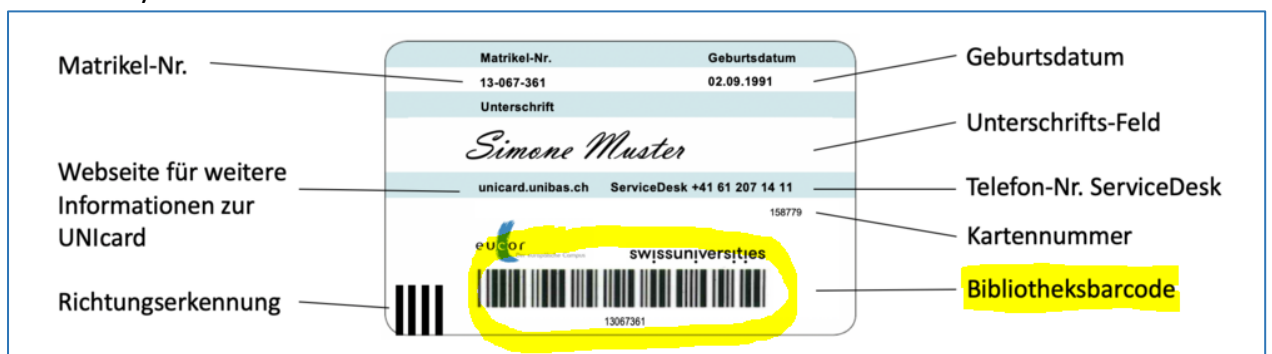 Matrikel-Nr.
Webseite für weitere
Informationen zur
UNIcard
Richtungserkennung
Matrikel-Nr. Geburtsdatum
13-067-361 02.09.1991
Unterschrift
Simone Muster
unicard.unibas.ch ServiceDesk +41 61 207 14 11
158779
eucor
swissuniversities
13067361
Geburtsdatum
Unterschrifts-Feld
Telefon-Nr. ServiceDesk
Kartennummer
Bibliotheksbarcode